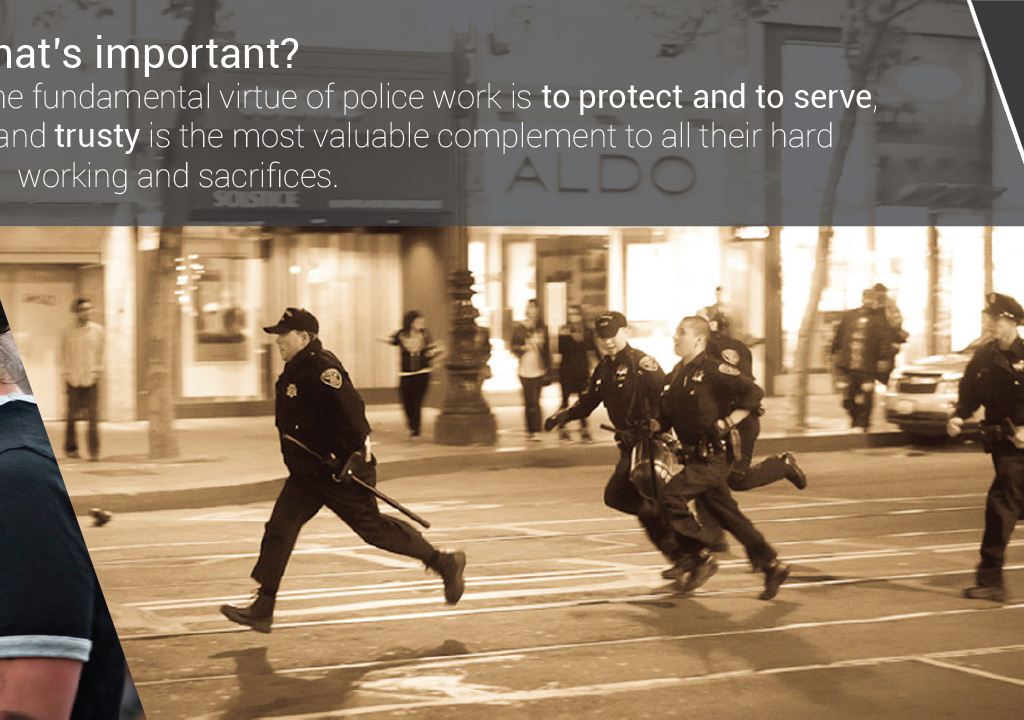 hat's important?
ne fundamental virtue of police work is to protect and to serve,
and trusty is the most valuable complement to all their hard
working and sacrifices.
ALDO
SOLSTICE